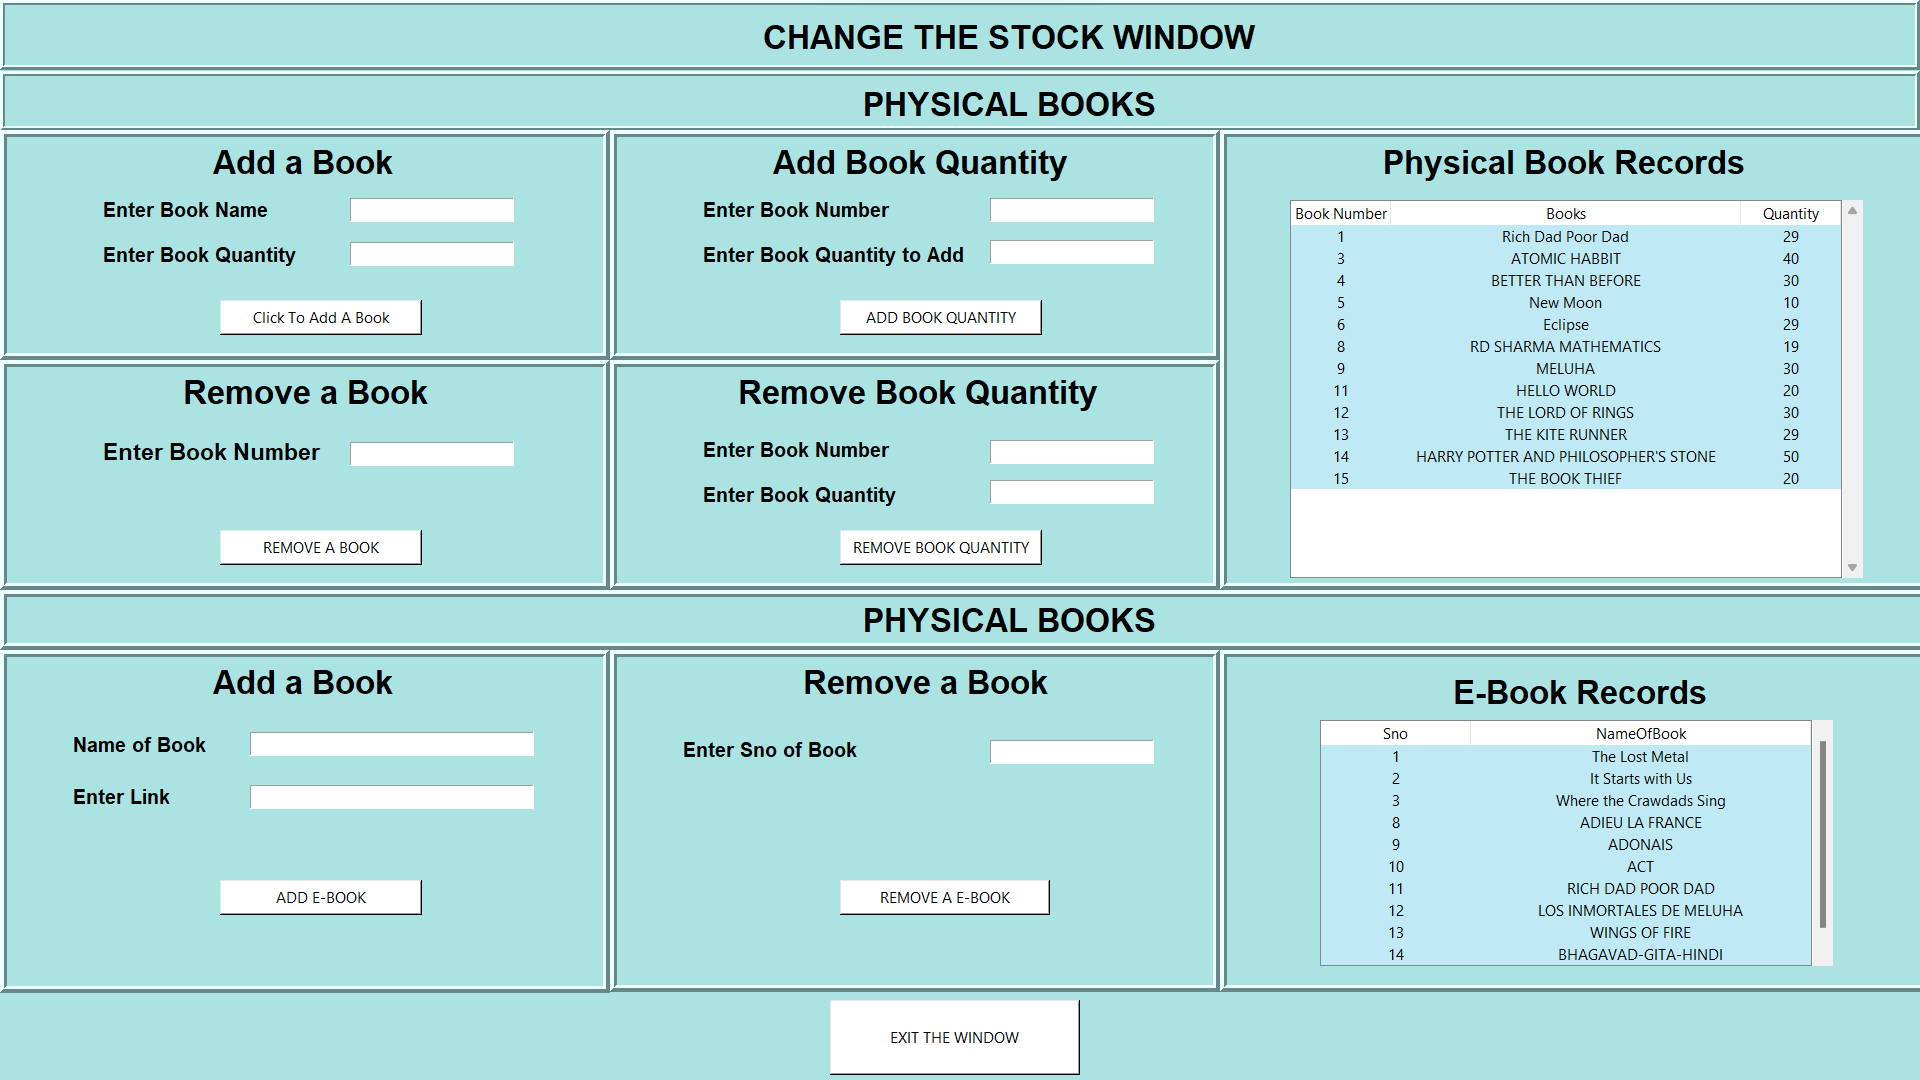 CHANGE THE STOCK WINDOW
PHYSICAL BOOKS
Add a Book
Enter Book Name
Enter Book Quantity
Click To Add A Book
Add Book Quantity
Enter Book Number
Enter Book Quantity to Add
ADD BOOK QUANTITY
Remove a Book
Enter Book Number
REMOVE A BOOK
Remove Book Quantity
Enter Book Number
Enter Book Quantity
REMOVE BOOK QUANTITY
Physical Book Records
Book Number Books Quantity
1 Rich Dad Poor Dad 29
3 ATOMIC HABBIT 40
4 BETTER THAN BEFORE 30
5 New Moon 10
6 Eclipse 29
8 RD SHARMA MATHEMATICS 19
9 MELUHA 30
11 HELLO WORLD 20
12 THE LORD OF RINGS 30
13 THE KITE RUNNER 29
14 HARRY POTTER AND PHILOSOPHER'S STONE 50
15 THE BOOK THIEF 20
PHYSICAL BOOKS
Add a Book
Name of Book
Enter Link
ADD E-BOOK
Remove a Book
Enter Sno of Book
REMOVE A E-BOOK
E-Book Records
Sno NameOfBook
1 The Lost Metal
2 It Starts with Us
3 Where the Crawdads Sing
8 ADIEU LA FRANCE
9 ADONAIS
10 ACT
11 RICH DAD POOR DAD
12 LOS INMORTALES DE MELUHA
13 WINGS OF FIRE
14 BHAGAVAD-GITA-HINDI
EXIT THE WINDOW